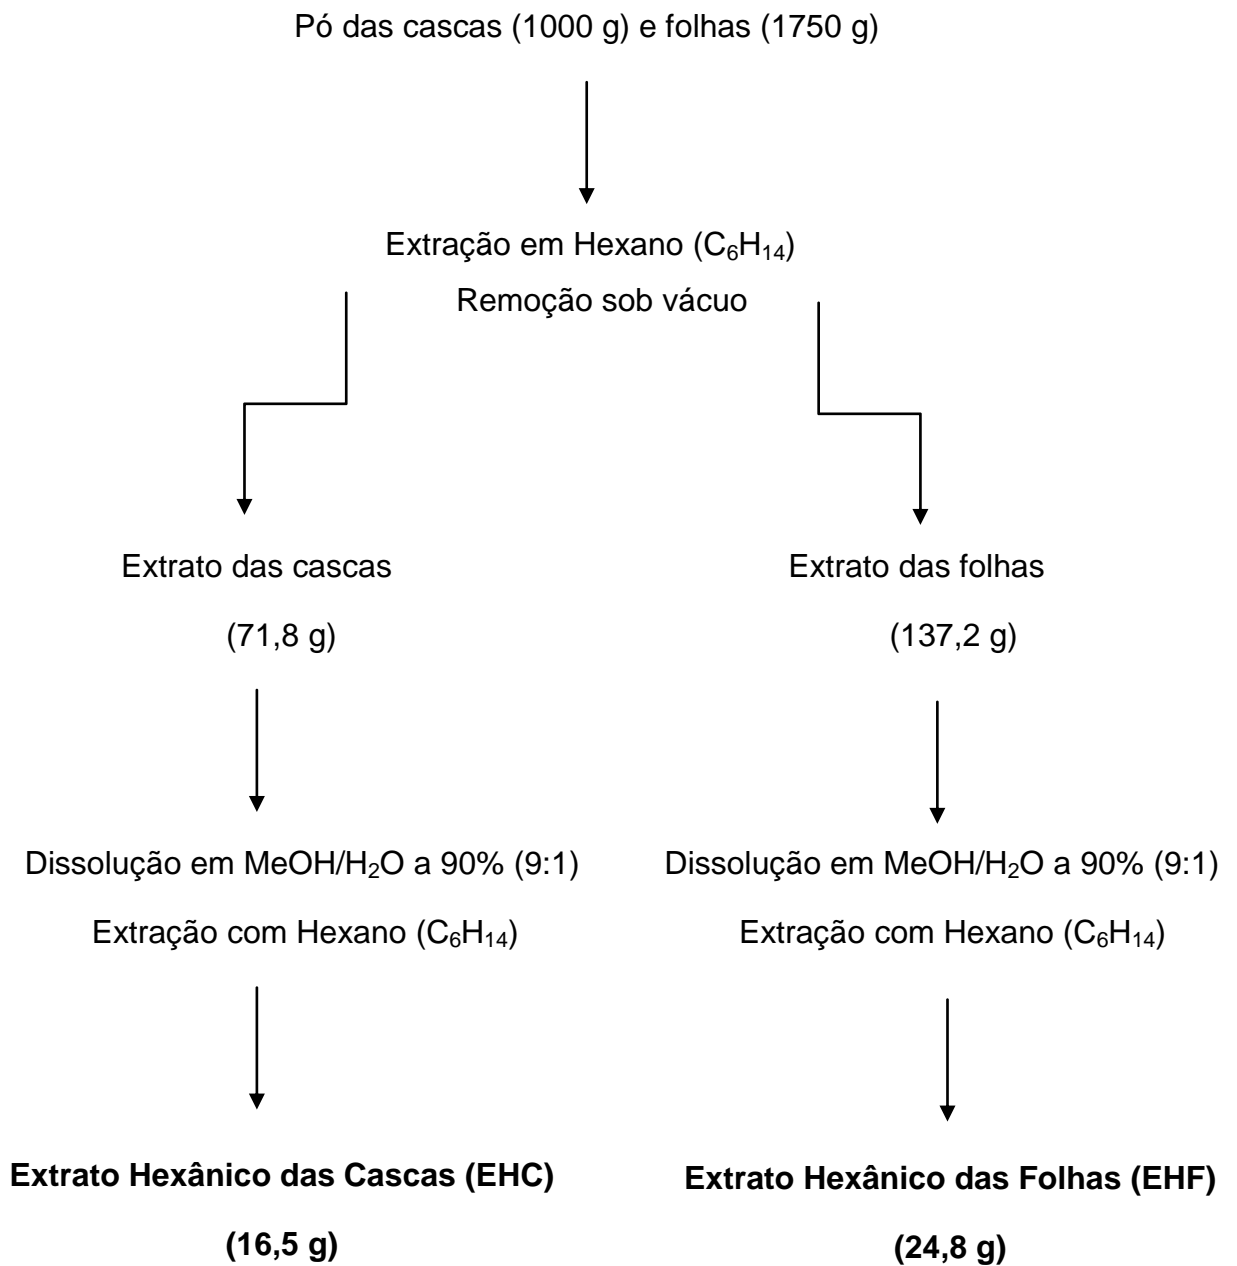 Pó das cascas (1000 g) e folhas (1750 g)
Extração em Hexano (C₆H₁₄)
Remoção sob vácuo
Extrato das cascas
(71,8 g)
Dissolução em MeOH/H₂O a 90% (9:1)
Extração com Hexano (C₆H₁₄)
Extrato Hexânico das Cascas (EHC)
(16,5 g)
Extrato das folhas
(137,2 g)
Dissolução em MeOH/H₂O a 90% (9:1)
Extração com Hexano (C₆H₁₄)
Extrato Hexânico das Folhas (EHF)
(24,8 g)